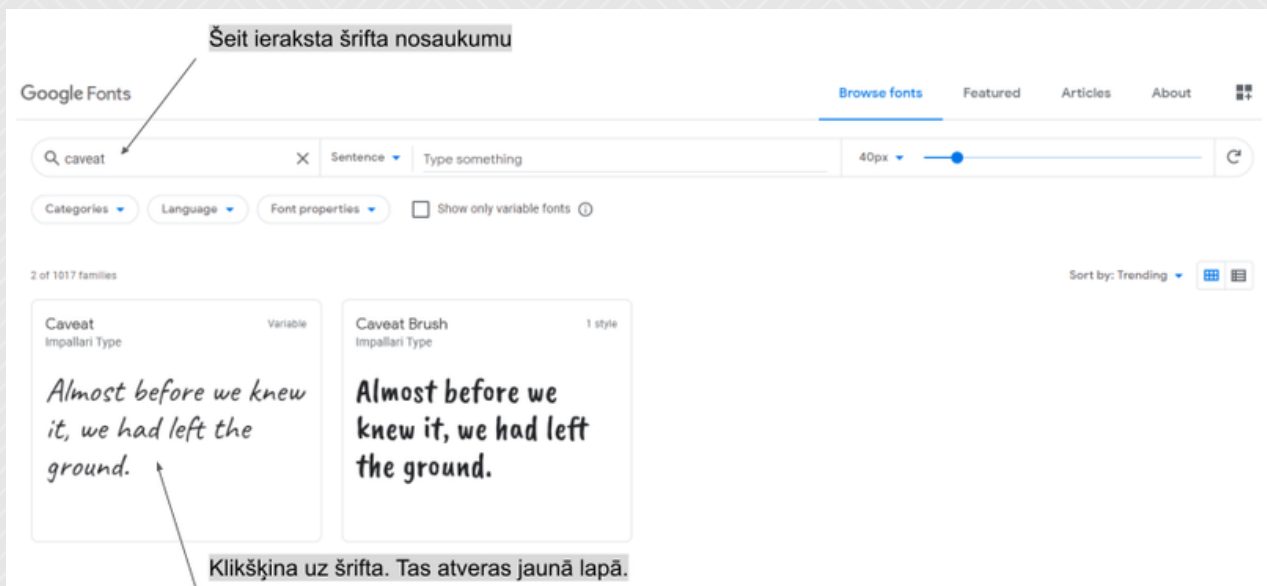 Šeit ieraksta šrifta nosaukumu
Google Fonts
Browse fonts Featured Articles About
caveat Sentence Type something 40px
Categories Language Font properties Show only variable fonts
2 of 1017 families Sort by: Trending
Caveat Variable
Impallari Type
Almost before we knew
it, we had left the
ground.
Caveat Brush 1 style
Impallari Type
Almost before we
knew it, we had left
the ground.
Klikšķina uz šrifta. Tas atveras jaunā lapā.